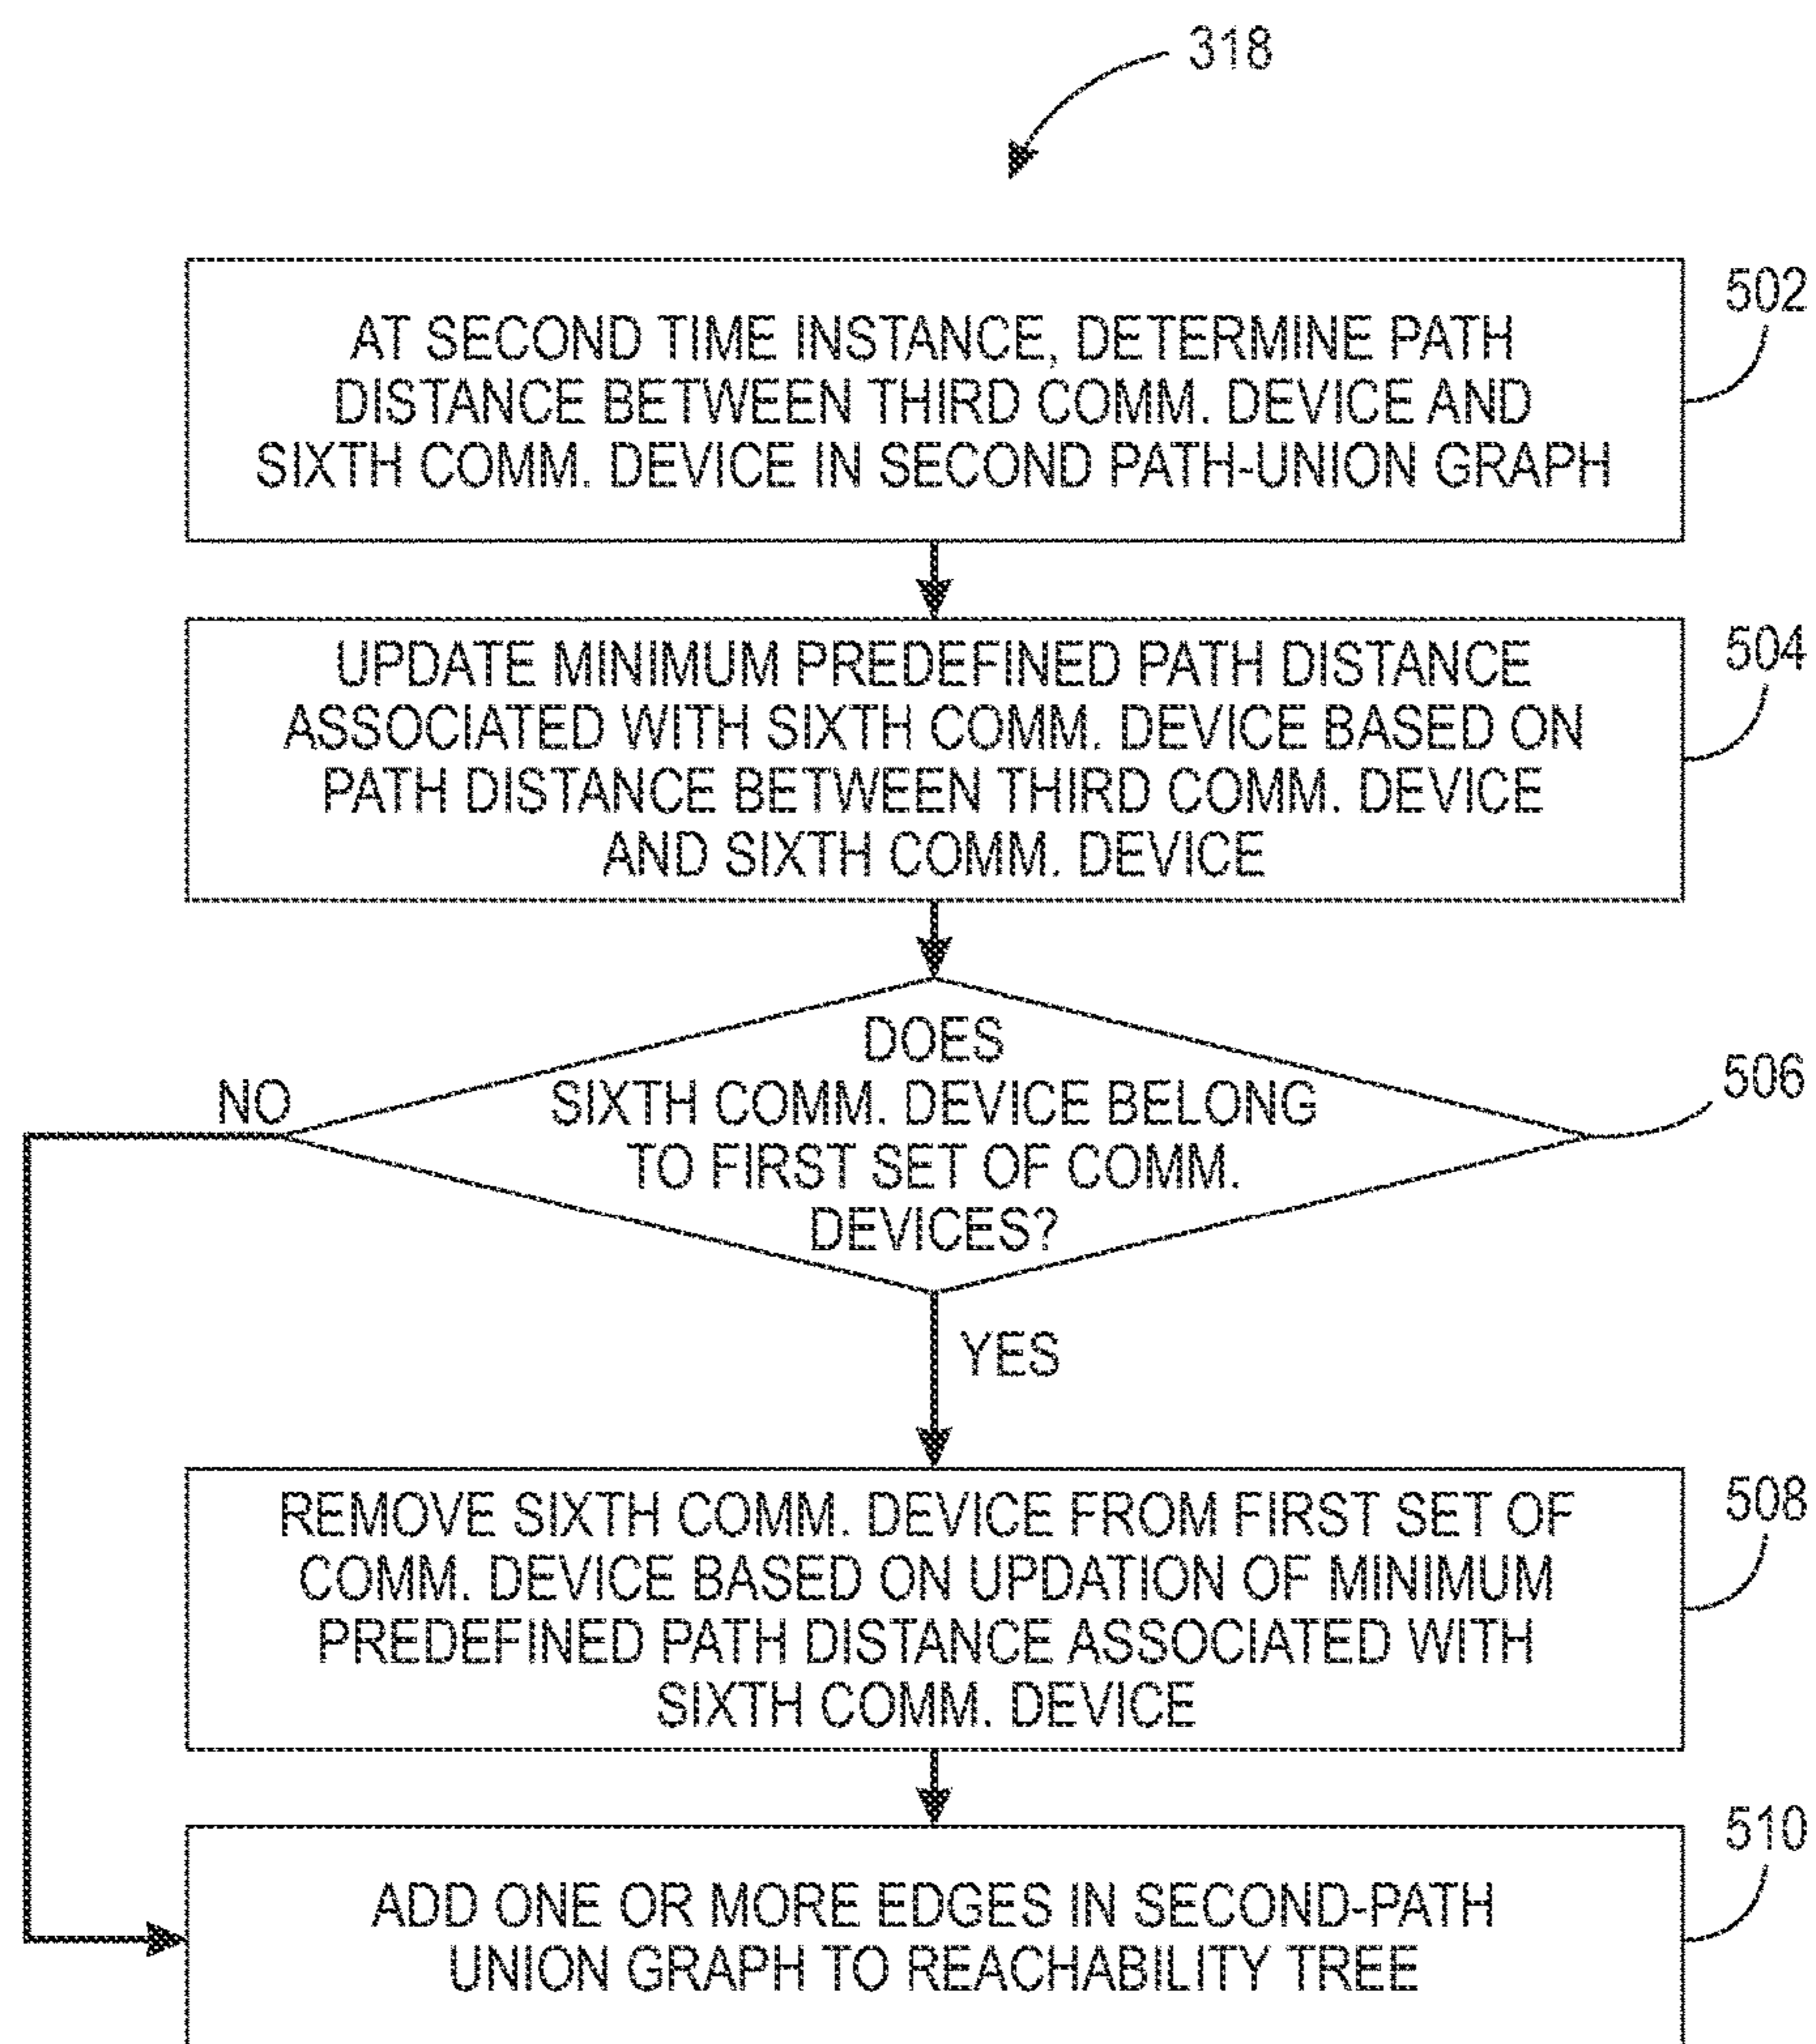 318
AT SECOND TIME INSTANCE, DETERMINE PATH
DISTANCE BETWEEN THIRD COMM. DEVICE AND
SIXTH COMM. DEVICE IN SECOND PATH-UNION GRAPH
502
UPDATE MINIMUM PREDEFINED PATH DISTANCE
ASSOCIATED WITH SIXTH COMM. DEVICE BASED ON
PATH DISTANCE BETWEEN THIRD COMM. DEVICE
AND SIXTH COMM. DEVICE
504
DOES
SIXTH COMM. DEVICE BELONG
TO FIRST SET OF COMM.
DEVICES?
506
NO
YES
REMOVE SIXTH COMM. DEVICE FROM FIRST SET OF
COMM. DEVICE BASED ON UPDATION OF MINIMUM
PREDEFINED PATH DISTANCE ASSOCIATED WITH
SIXTH COMM. DEVICE
508
ADD ONE OR MORE EDGES IN SECOND-PATH
UNION GRAPH TO REACHABILITY TREE
510